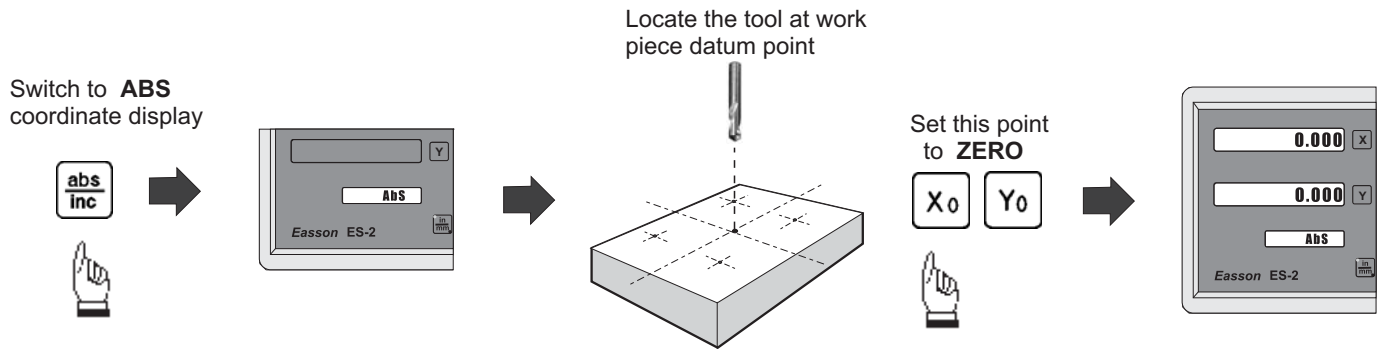 Switch to ABS
coordinate display
abs
inc
Y
AbS
in
mm
Easson ES-2
Locate the tool at work
piece datum point
Set this point
to ZERO
X0
Y0
0.000 X
0.000 Y
AbS
in
mm
Easson ES-2